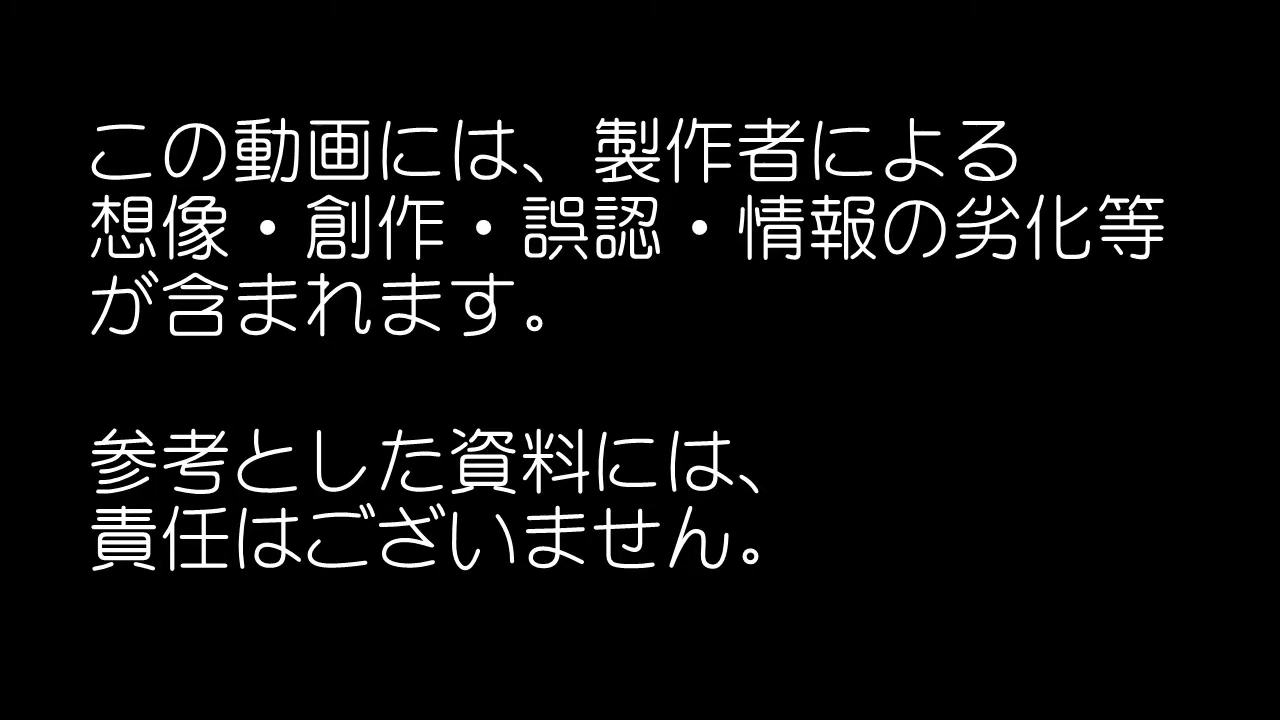 この動画には、製作者による
想像・創作・誤認・情報の劣化等
が含まれます。
参考とした資料には、
責任はございません。